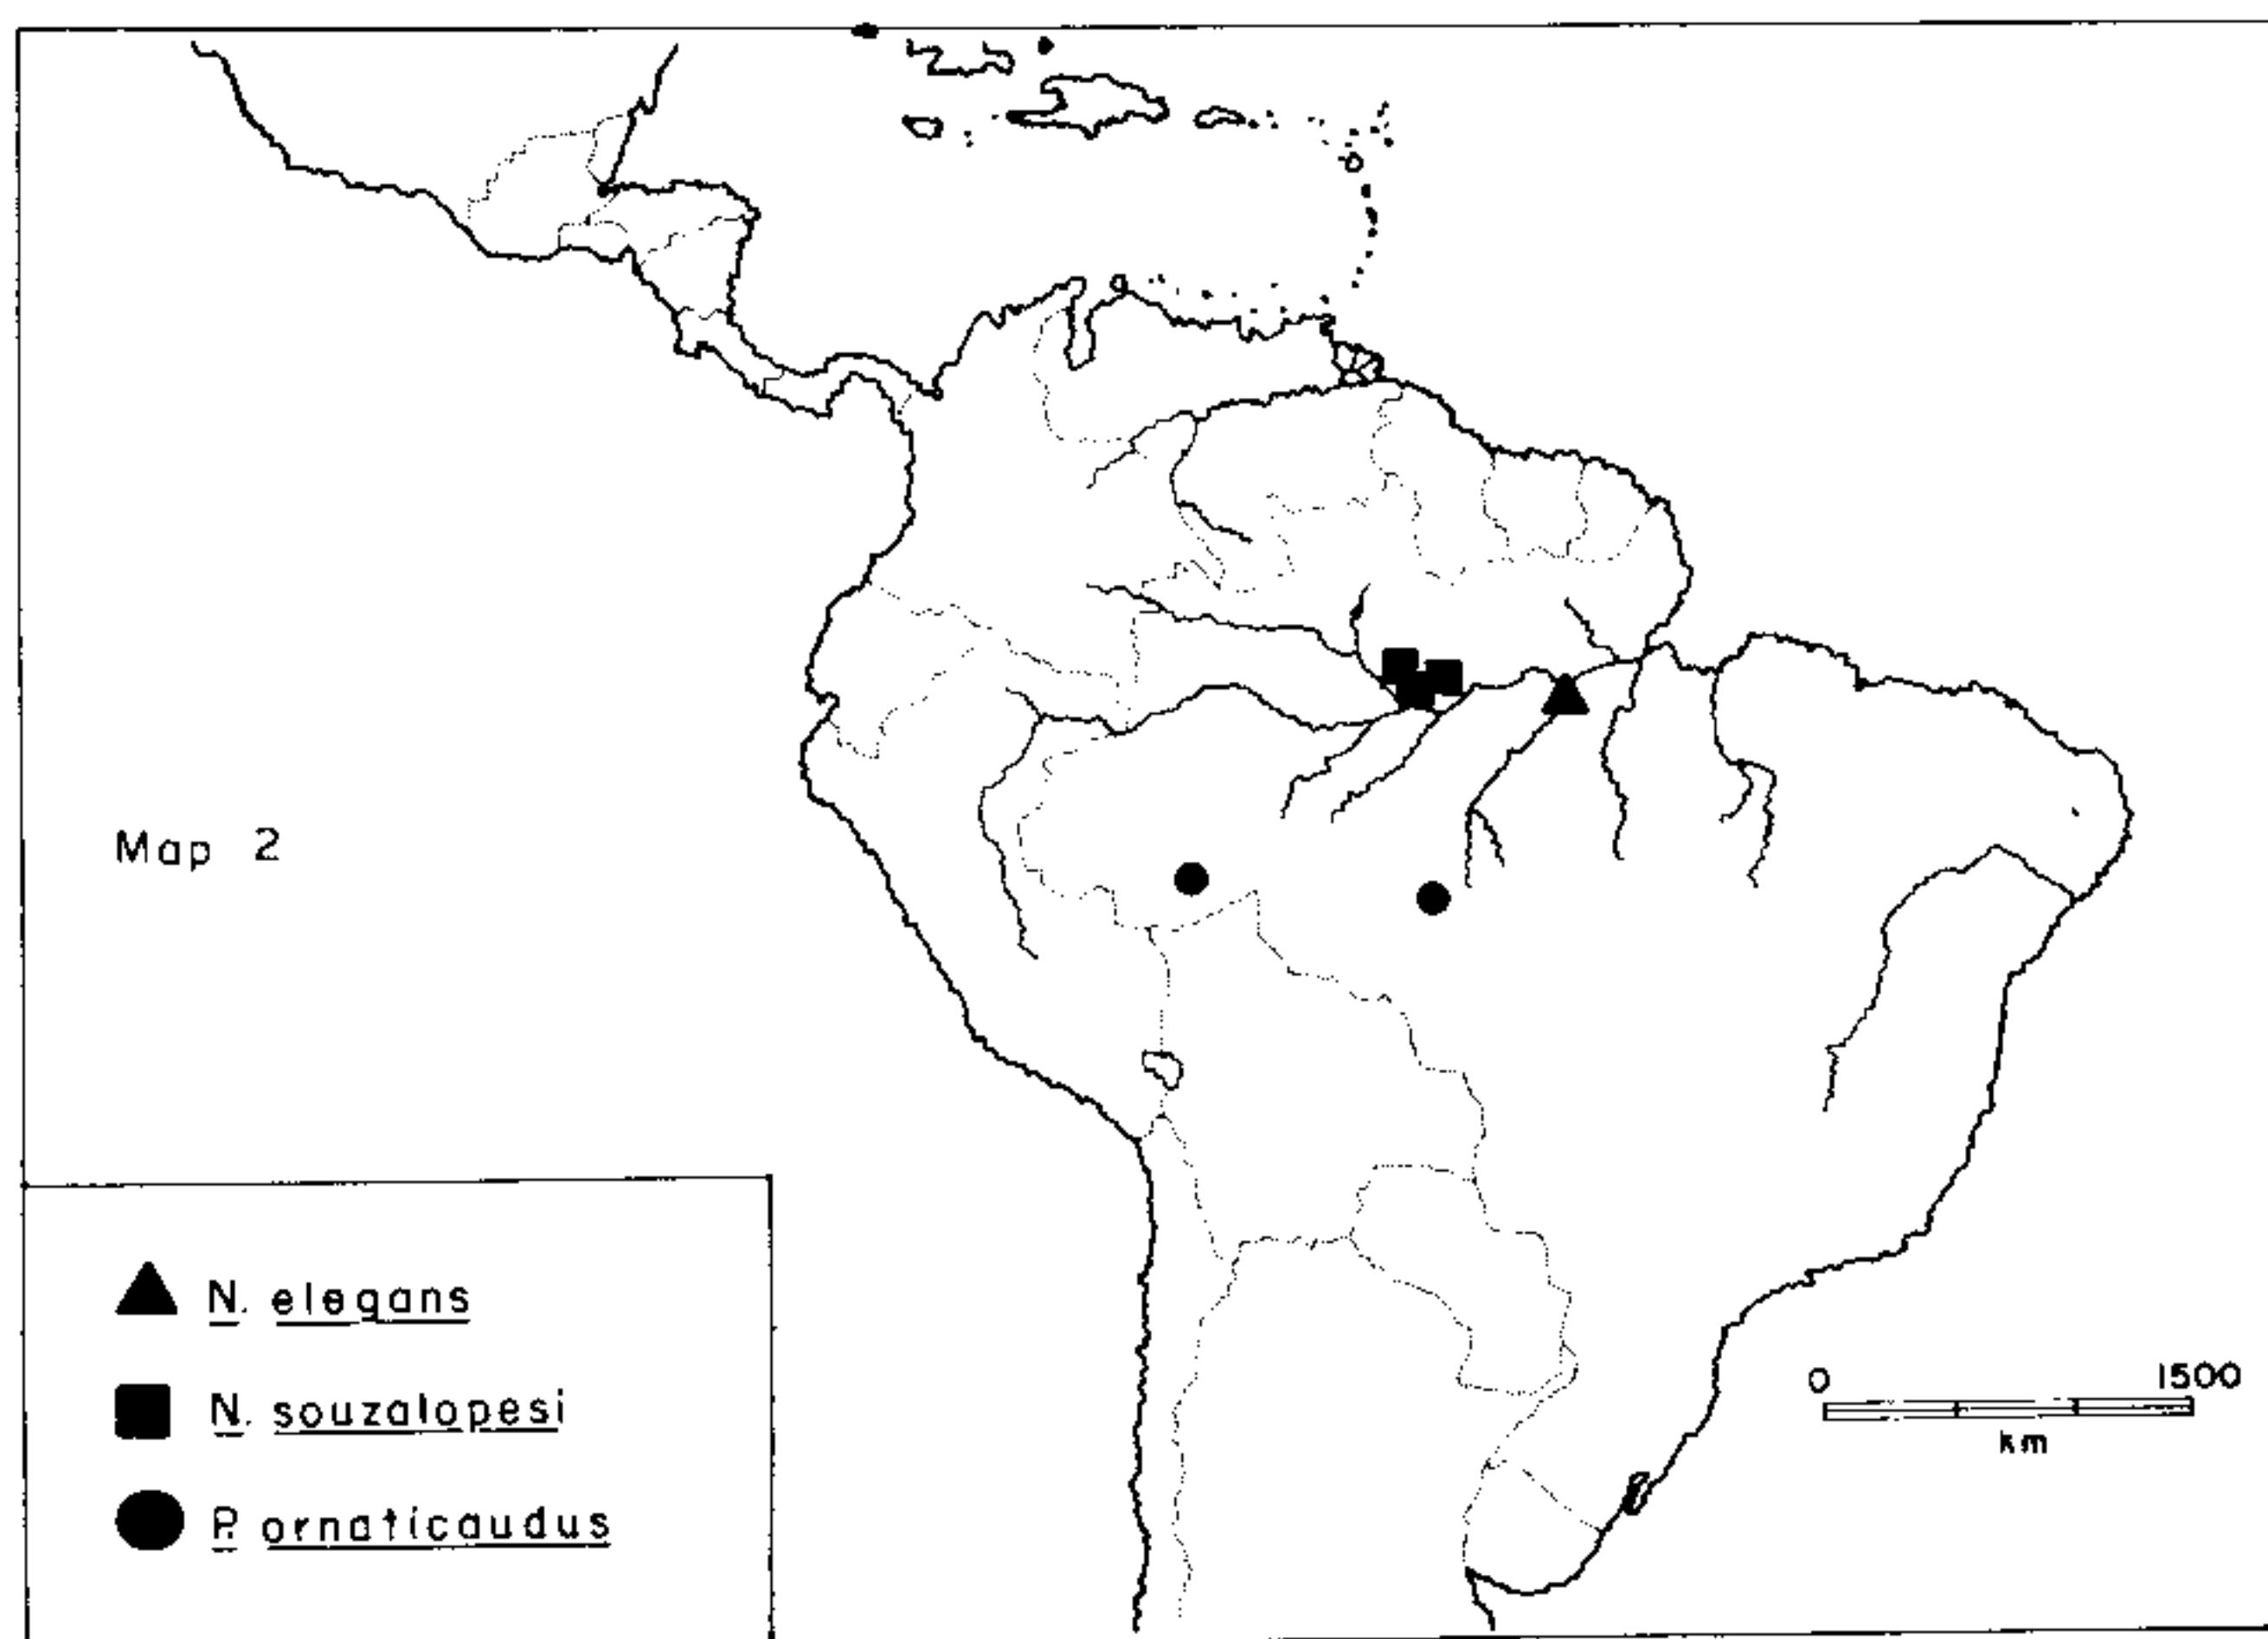 Map 2
N. elegans
N. souzalopesi
P. ornaticaudus
0 1500
km